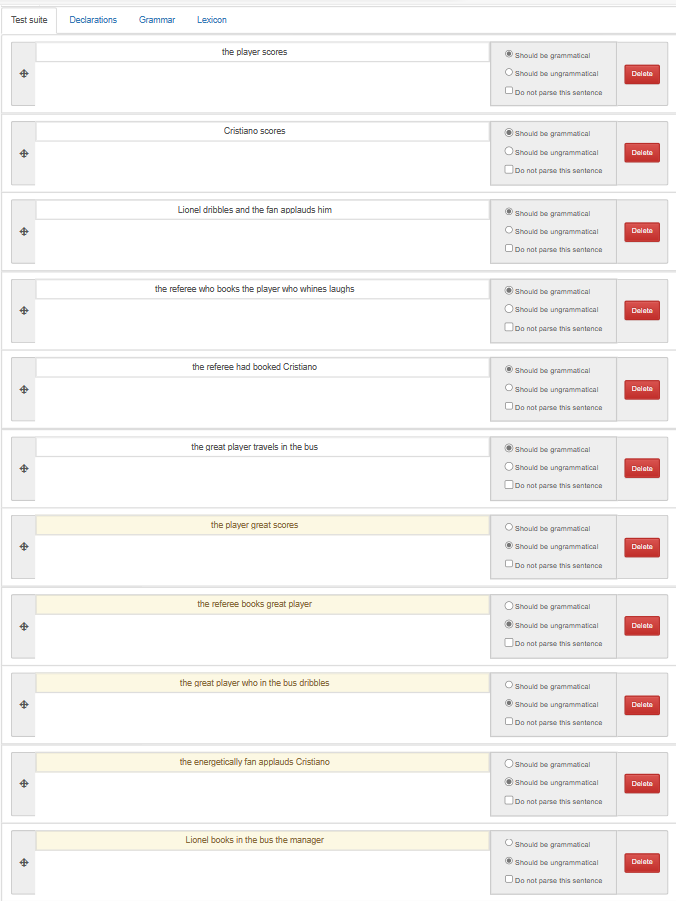 Test suite Declarations Grammar Lexicon
the player scores
Should be grammatical
Should be ungrammatical
Do not parse this sentence
Delete
Cristiano scores
Should be grammatical
Should be ungrammatical
Do not parse this sentence
Delete
Lionel dribbles and the fan applauds him
Should be grammatical
Should be ungrammatical
Do not parse this sentence
Delete
the referee who books the player who whines laughs
Should be grammatical
Should be ungrammatical
Do not parse this sentence
Delete
the referee had booked Cristiano
Should be grammatical
Should be ungrammatical
Do not parse this sentence
Delete
the great player travels in the bus
Should be grammatical
Should be ungrammatical
Do not parse this sentence
Delete
the player great scores
Should be grammatical
Should be ungrammatical
Do not parse this sentence
Delete
the referee books great player
Should be grammatical
Should be ungrammatical
Do not parse this sentence
Delete
the great player who in the bus dribbles
Should be grammatical
Should be ungrammatical
Do not parse this sentence
Delete
the energetically fan applauds Cristiano
Should be grammatical
Should be ungrammatical
Do not parse this sentence
Delete
Lionel books in the bus the manager
Should be grammatical
Should be ungrammatical
Do not parse this sentence
Delete